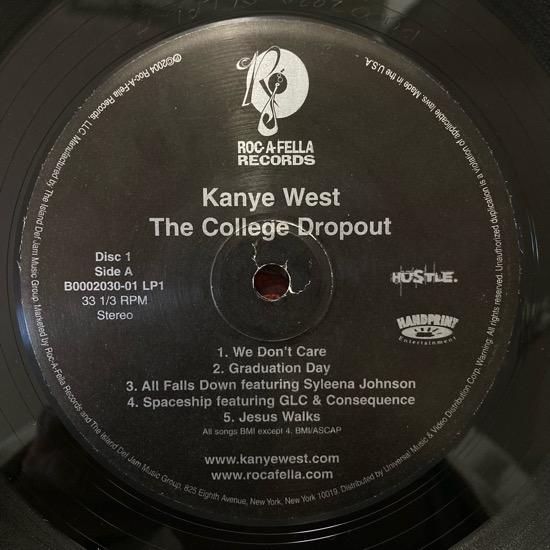 ROC-A-FELLA
RECORDS
Kanye West
The College Dropout
Disc 1
Side A
B0002030-01 LP1
33 1/3 RPM
Stereo
HUSTLE.
HANDPRINT
Entertainment
1. We Don't Care
2. Graduation Day
3. All Falls Down featuring Syleena Johnson
4. Spaceship featuring GLC & Consequence
5. Jesus Walks
All songs BMI except 4. BMI/ASCAP
www.kanyewest.com
www.rocafella.com
℗©2004 Roc-A-Fella Records, LLC. Manufactured by The Island Def Jam Music Group. Marketed by Roc-A-Fella Records and The Island Def Jam Music Group, 825 Eighth Avenue, New York, New York 10019. Distributed by Universal Music & Video Distribution Corp. Warning: All rights reserved. Unauthorized duplication is a violation of applicable laws. Made in the U.S.A.